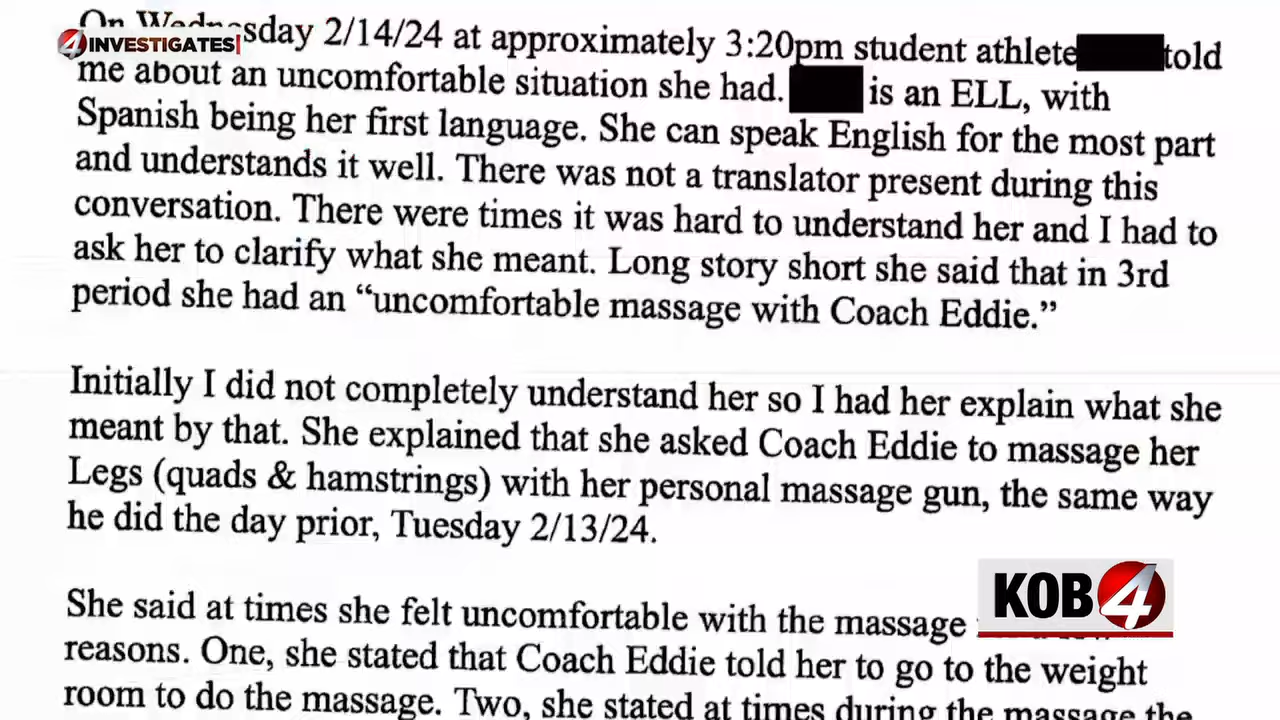 On Wednesday 2/14/24 at approximately 3:20pm student athlete told
4 INVESTIGATES
me about an uncomfortable situation she had. is an ELL, with
Spanish being her first language. She can speak English for the most part
and understands it well. There was not a translator present during this
conversation. There were times it was hard to understand her and I had to
ask her to clarify what she meant. Long story short she said that in 3rd
period she had an “uncomfortable massage with Coach Eddie.”
Initially I did not completely understand her so I had her explain what she
meant by that. She explained that she asked Coach Eddie to massage her
Legs (quads & hamstrings) with her personal massage gun, the same way
he did the day prior, Tuesday 2/13/24.
She said at times she felt uncomfortable with the massage
KOB 4
reasons. One, she stated that Coach Eddie told her to go to the weight
room to do the massage. Two, she stated at times during the massage the